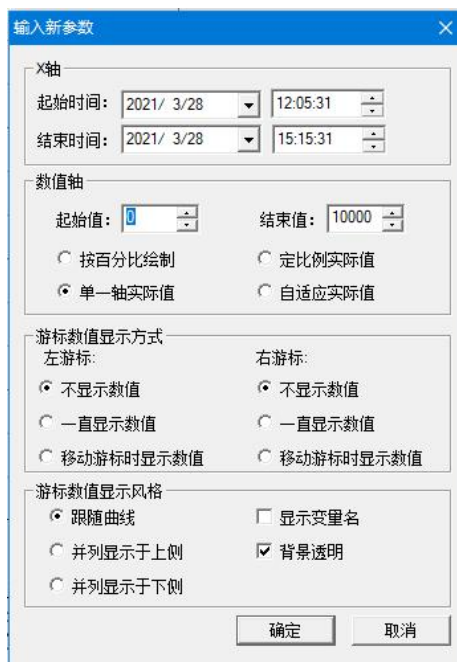 输入新参数
X轴
起始时间: 2021/ 3/28 12:05:31
结束时间: 2021/ 3/28 15:15:31
数值轴
起始值: 0 结束值: 10000
按百分比绘制 定比例实际值
单一轴实际值 自适应实际值
游标数值显示方式
左游标: 右游标:
不显示数值 不显示数值
一直显示数值 一直显示数值
移动游标时显示数值 移动游标时显示数值
游标数值显示风格
跟随曲线 显示变量名
并列显示于上侧 背景透明
并列显示于下侧
确定 取消